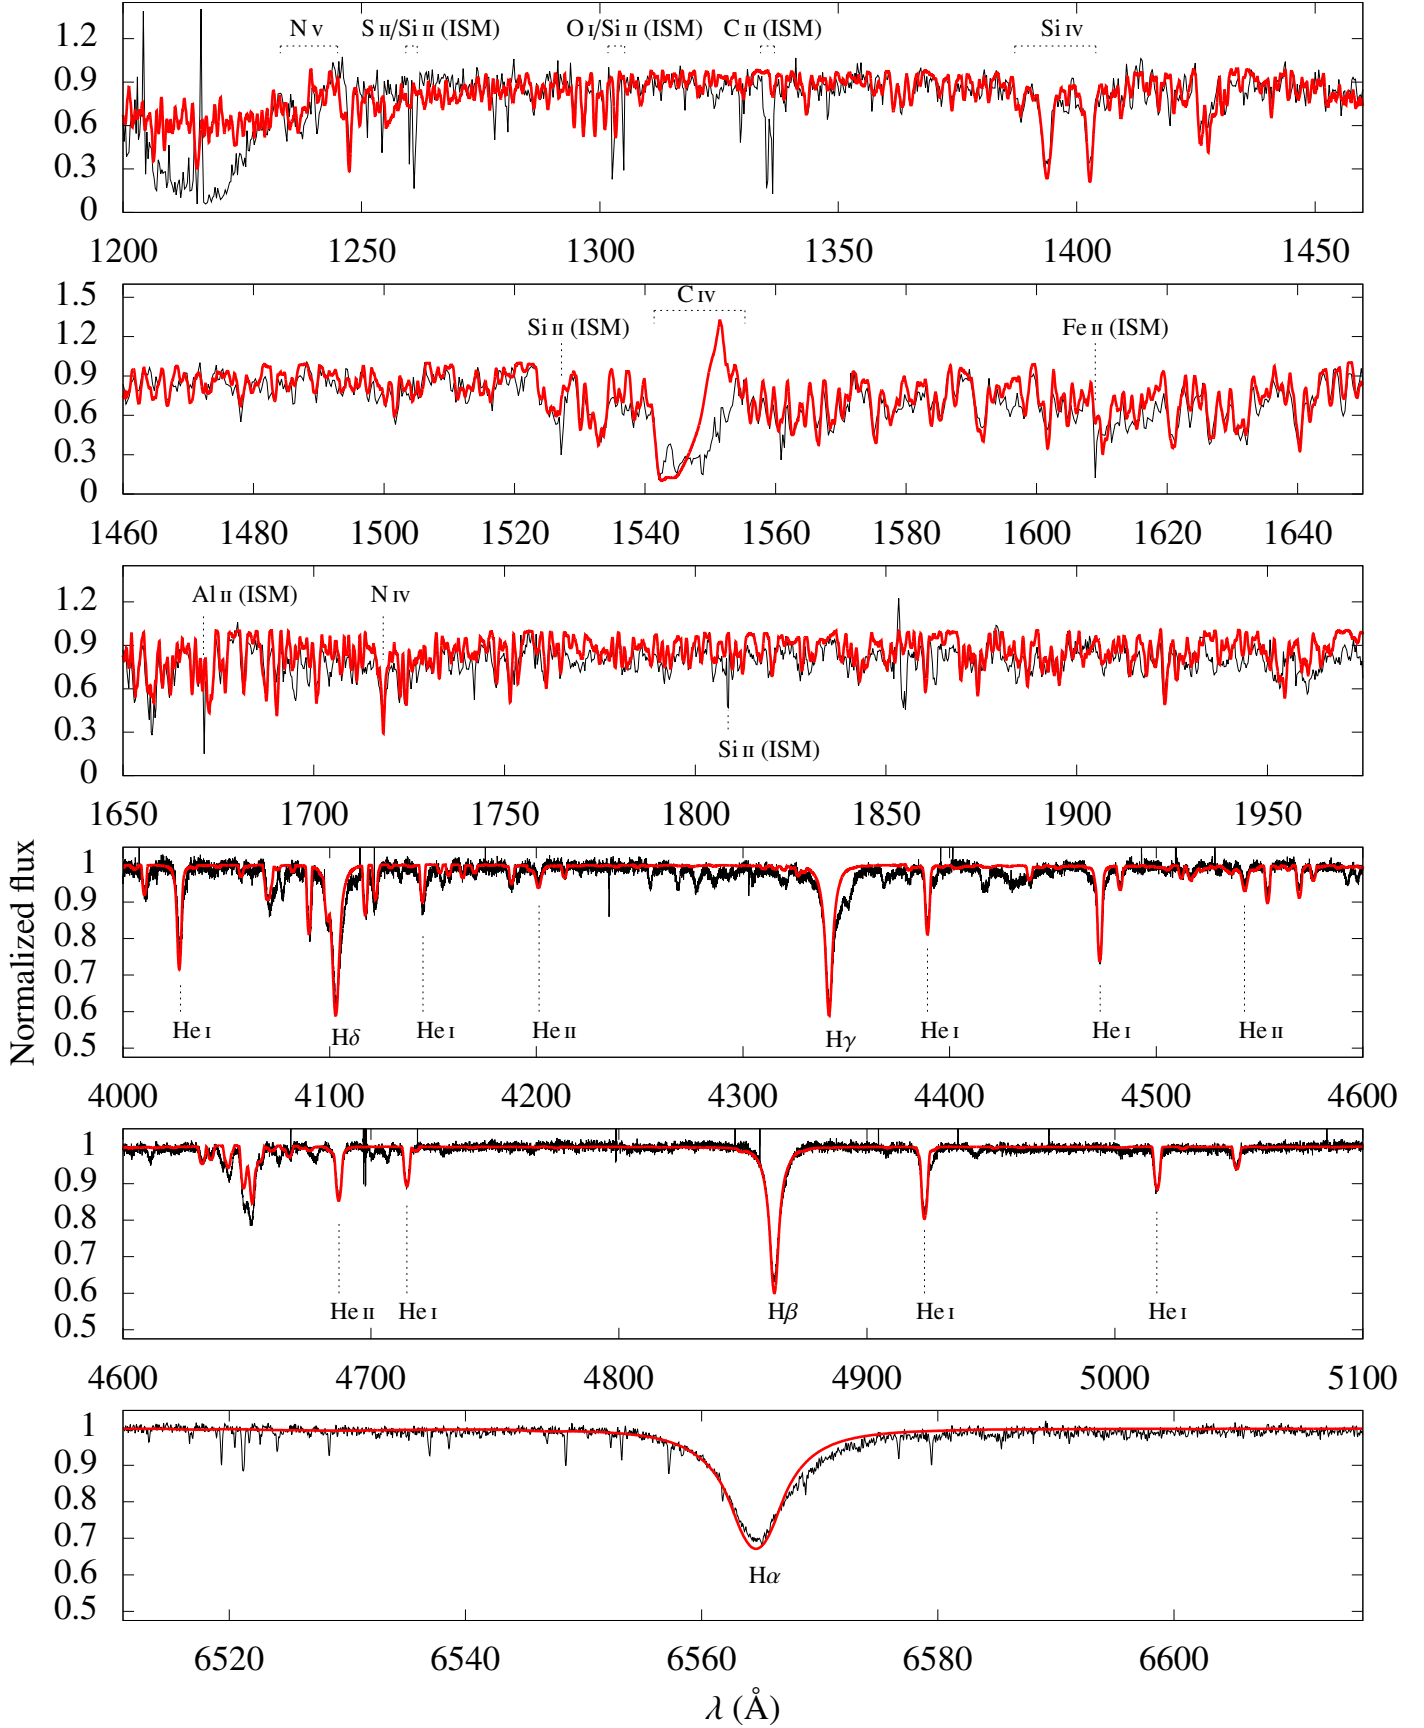 N V S II/Si II (ISM) O I/Si II (ISM) C II (ISM) Si IV
1.2
0.9
0.6
0.3
0
1200 1250 1300 1350 1400 1450
1.5
1.2
0.9
0.6
0.3
0
C IV
Si II (ISM) Fe II (ISM)
1460 1480 1500 1520 1540 1560 1580 1600 1620 1640
1.2
0.9
0.6
0.3
0
Al II (ISM) N IV
Si II (ISM)
1650 1700 1750 1800 1850 1900 1950
Normalized flux
1
0.9
0.8
0.7
0.6
0.5
He I Hδ He I He II Hγ He I He I He II
4000 4100 4200 4300 4400 4500 4600
1
0.9
0.8
0.7
0.6
0.5
He II He I Hβ He I He I
4600 4700 4800 4900 5000 5100
1
0.9
0.8
0.7
0.6
0.5
Hα
6520 6540 6560 6580 6600
λ (Å)